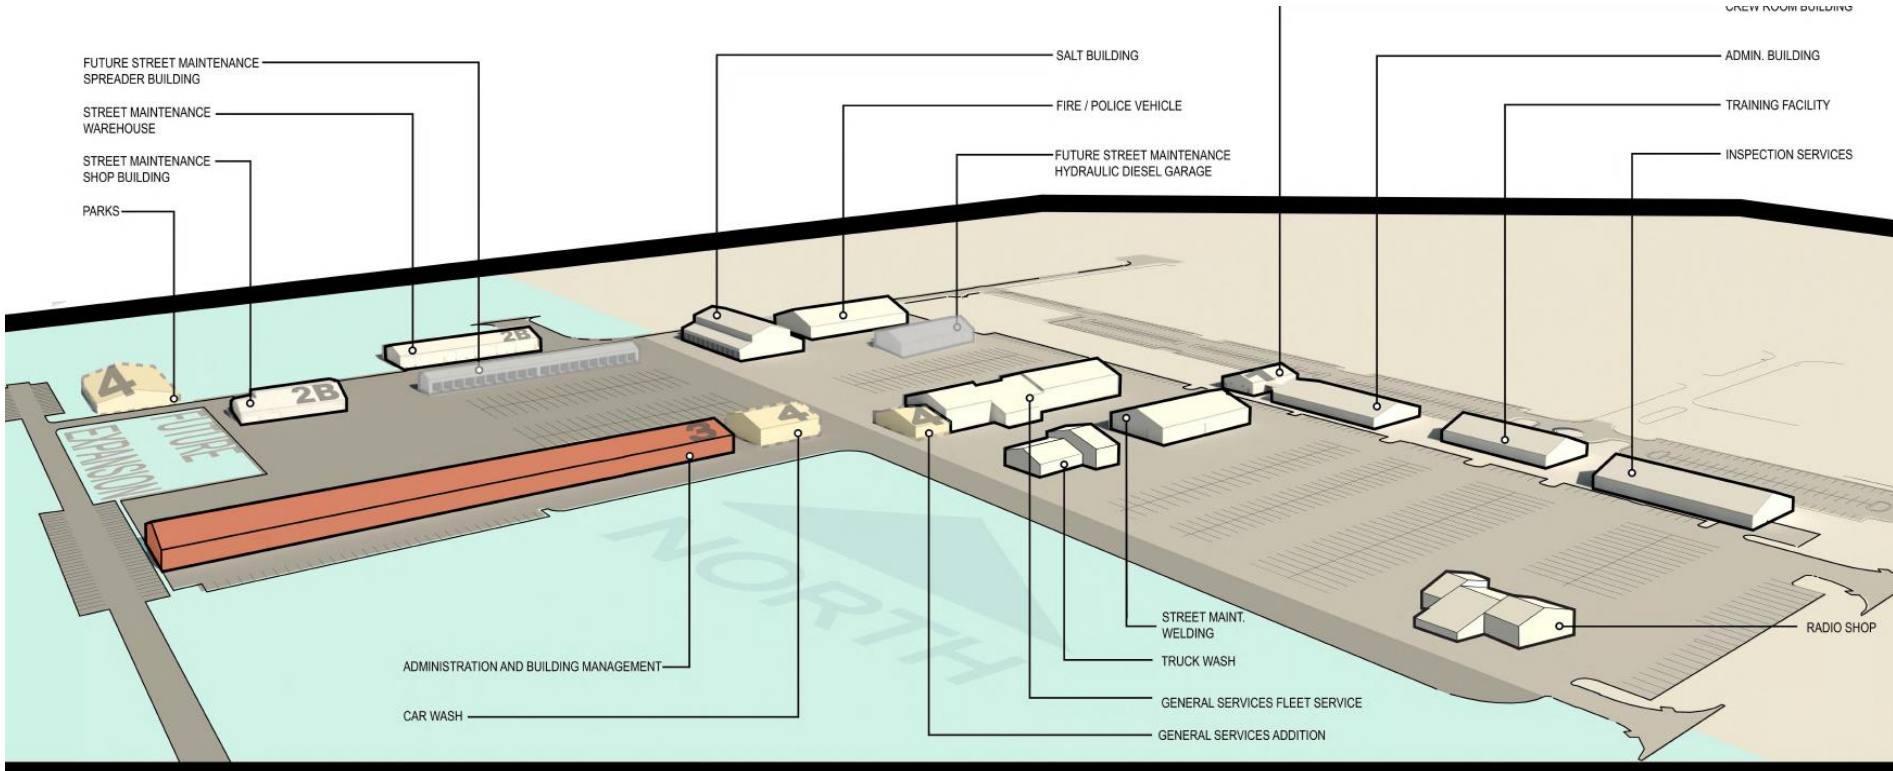 CREW ROOM BUILDING
FUTURE STREET MAINTENANCE
SPREADER BUILDING
STREET MAINTENANCE
WAREHOUSE
STREET MAINTENANCE
SHOP BUILDING
PARKS
SALT BUILDING
FIRE / POLICE VEHICLE
FUTURE STREET MAINTENANCE
HYDRAULIC DIESEL GARAGE
ADMIN. BUILDING
TRAINING FACILITY
INSPECTION SERVICES
2B
4
2B
4
4
3
1
FUTURE
EXPANSION
NORTH
STREET MAINT.
WELDING
TRUCK WASH
GENERAL SERVICES FLEET SERVICE
GENERAL SERVICES ADDITION
ADMINISTRATION AND BUILDING MANAGEMENT
CAR WASH
RADIO SHOP